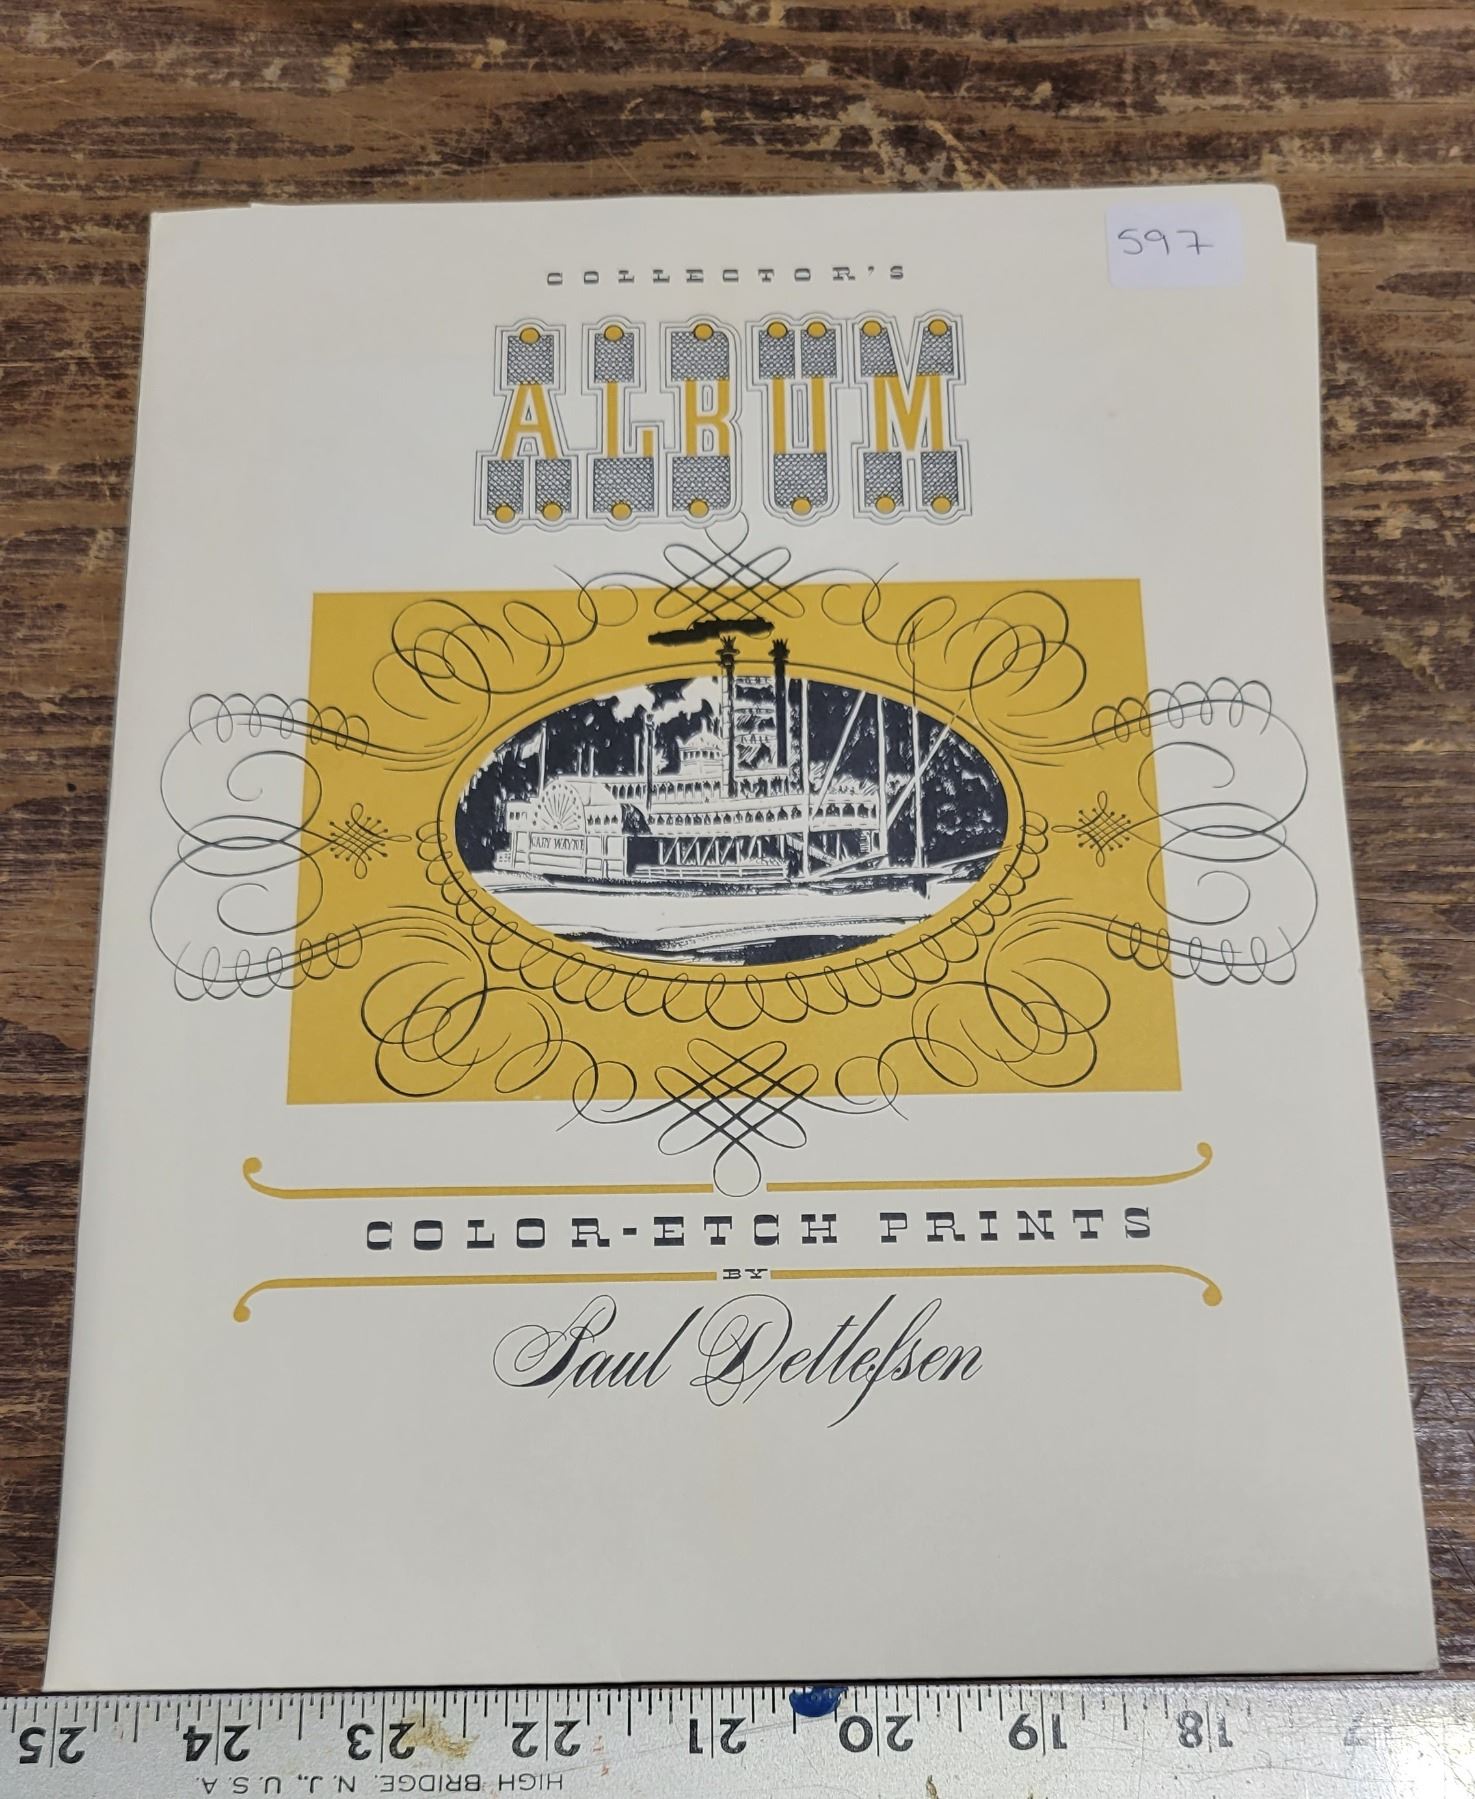 597
COLLECTOR'S
ALBUM
COLOR-ETCH PRINTS
BY
Paul Detlefsen
25 24 23 22 21 20 19 18
HIGH BRIDGE, N.J., U.S.A.